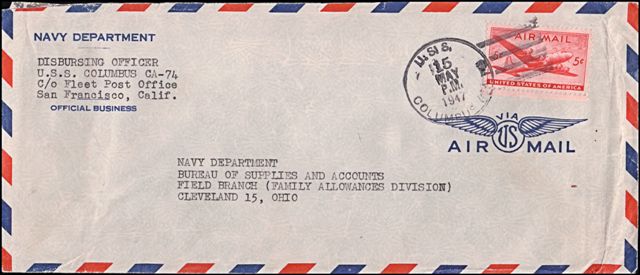 NAVY DEPARTMENT
DISBURSING OFFICER
U.S.S. COLUMBUS CA-74
C/o Fleet Post Office
San Francisco, Calif.
OFFICIAL BUSINESS
U.S.S.
15
MAY
P.M.
1947
COLUMBUS
AIR MAIL
5¢
UNITED STATES OF AMERICA
VIA
US
AIR MAIL
NAVY DEPARTMENT
BUREAU OF SUPPLIES AND ACCOUNTS
FIELD BRANCH (FAMILY ALLOWANCES DIVISION)
CLEVELAND 15, OHIO